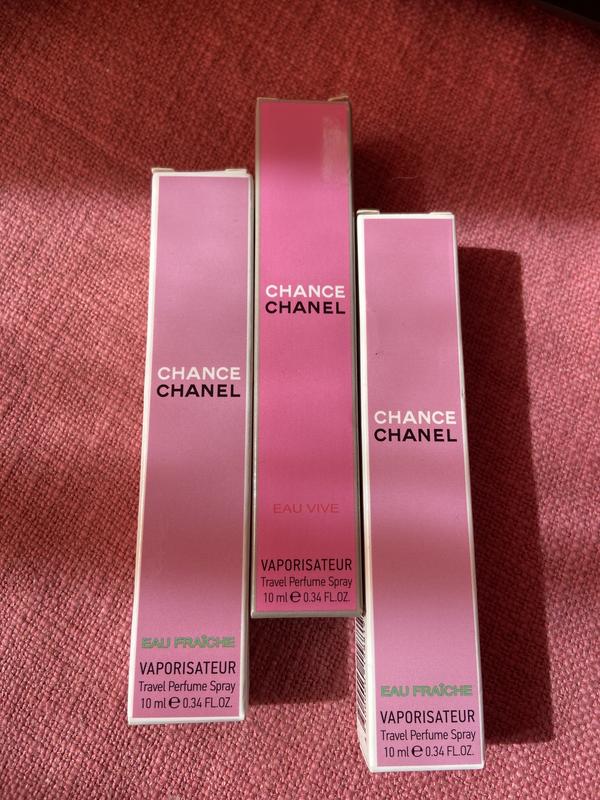 CHANCE
CHANEL
EAU FRAÎCHE
VAPORISATEUR
Travel Perfume Spray
10 ml ℮ 0.34 FL.OZ.
CHANCE
CHANEL
EAU VIVE
VAPORISATEUR
Travel Perfume Spray
10 ml ℮ 0.34 FL.OZ.
CHANCE
CHANEL
EAU FRAÎCHE
VAPORISATEUR
Travel Perfume Spray
10 ml ℮ 0.34 FL.OZ.